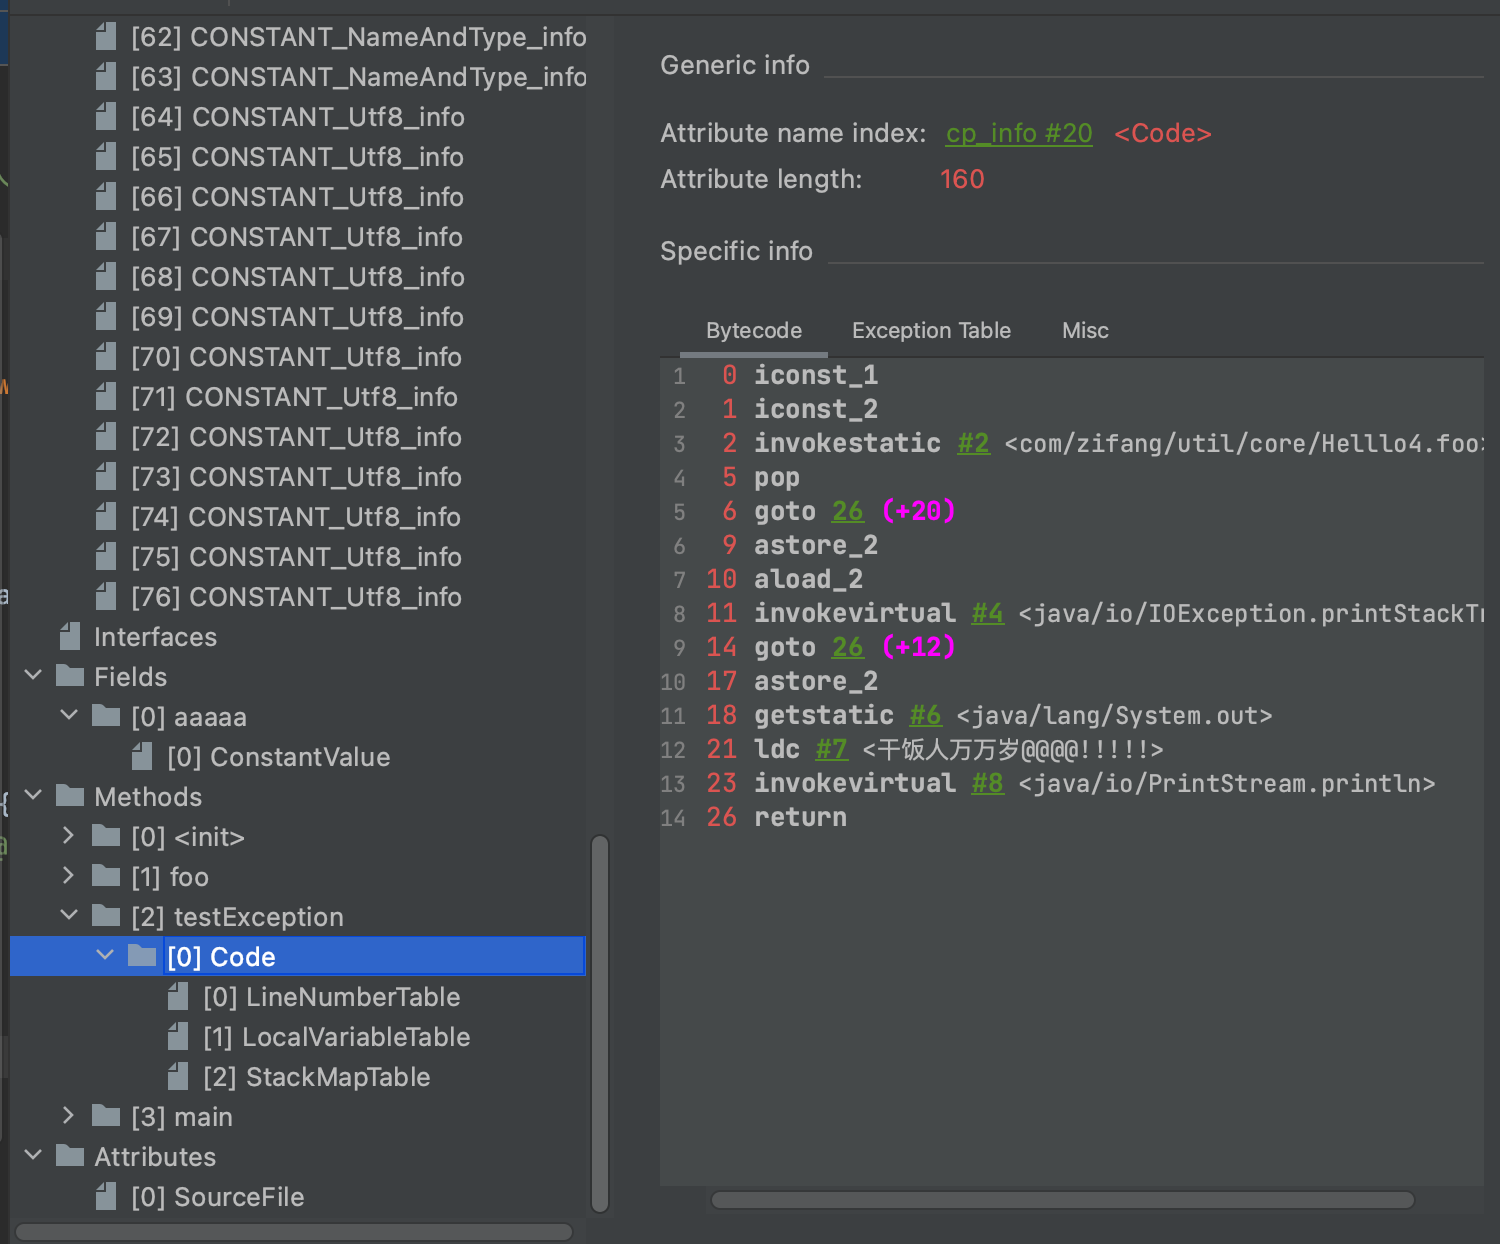 [62] CONSTANT_NameAndType_info
[63] CONSTANT_NameAndType_info
[64] CONSTANT_Utf8_info
[65] CONSTANT_Utf8_info
[66] CONSTANT_Utf8_info
[67] CONSTANT_Utf8_info
[68] CONSTANT_Utf8_info
[69] CONSTANT_Utf8_info
[70] CONSTANT_Utf8_info
[71] CONSTANT_Utf8_info
[72] CONSTANT_Utf8_info
[73] CONSTANT_Utf8_info
[74] CONSTANT_Utf8_info
[75] CONSTANT_Utf8_info
[76] CONSTANT_Utf8_info
Interfaces
Fields
[0] aaaaa
[0] ConstantValue
Methods
[0] <init>
[1] foo
[2] testException
[0] Code
[0] LineNumberTable
[1] LocalVariableTable
[2] StackMapTable
[3] main
Attributes
[0] SourceFile
Generic info
Attribute name index: cp_info #20 <Code>
Attribute length: 160
Specific info
Bytecode Exception Table Misc
1 0 iconst_1
2 1 iconst_2
3 2 invokestatic #2 <com/zifang/util/core/Helllo4.foo>
4 5 pop
5 6 goto 26 (+20)
6 9 astore_2
7 10 aload_2
8 11 invokevirtual #4 <java/io/IOException.printStackTr
9 14 goto 26 (+12)
10 17 astore_2
11 18 getstatic #6 <java/lang/System.out>
12 21 ldc #7 <干饭人万万岁@@@@!!!!!>
13 23 invokevirtual #8 <java/io/PrintStream.println>
14 26 return